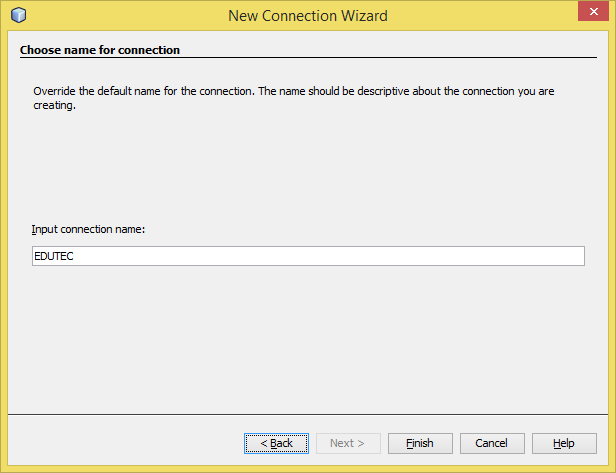 New Connection Wizard
Choose name for connection
Override the default name for the connection. The name should be descriptive about the connection you are
creating.
Input connection name:
EDUTEC
< Back Next > Finish Cancel Help